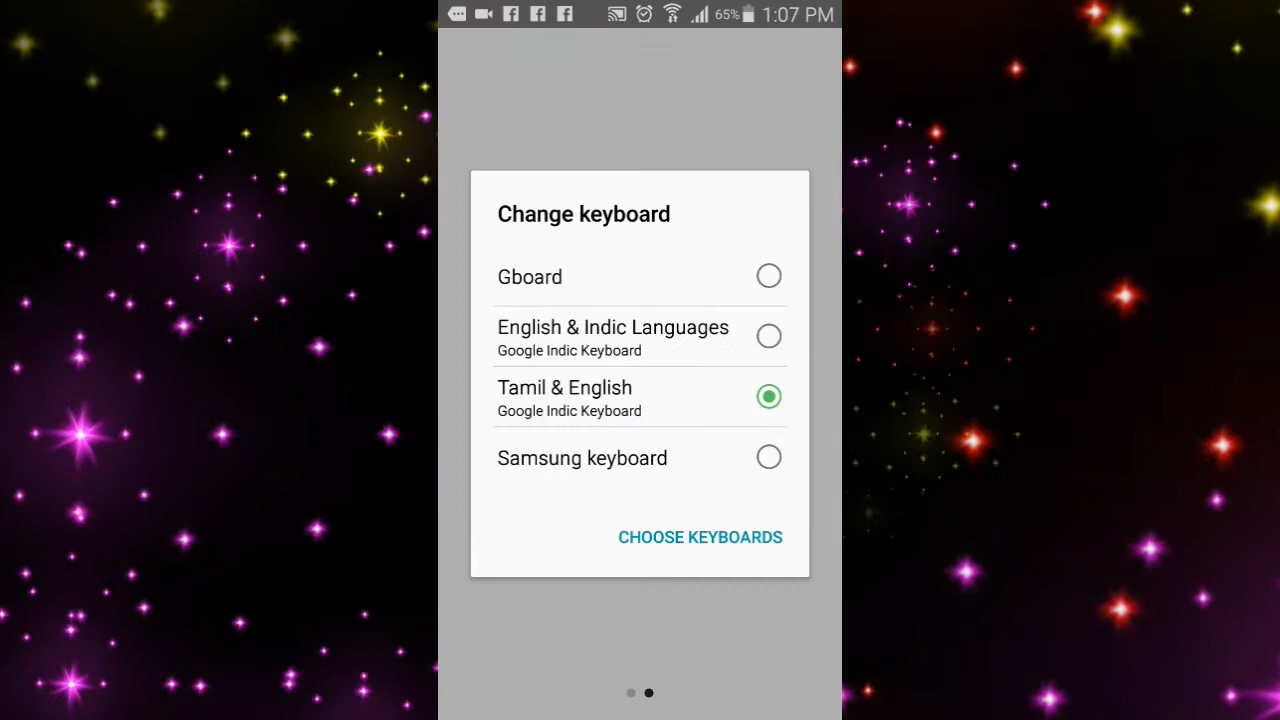 65% 1:07 PM
Change keyboard
Gboard
English & Indic Languages
Google Indic Keyboard
Tamil & English
Google Indic Keyboard
Samsung keyboard
CHOOSE KEYBOARDS